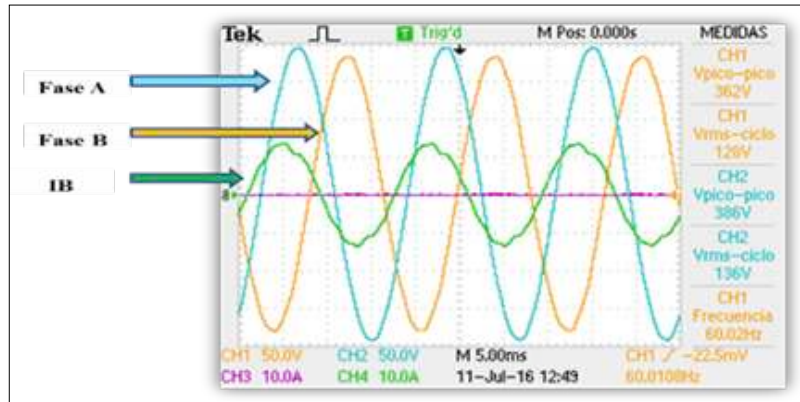 Tek Trig'd M Pos: 0.000s MEDIDAS
CH1
Vpico-pico
362V
CH1
Vrms-ciclo
126V
CH2
Vpico-pico
386V
CH2
Vrms-ciclo
136V
CH1
Frecuencia
60.02Hz
Fase A
Fase B
IB
CH1 50.0V CH2 50.0V M 5.00ms CH1 -22.5mV
CH3 10.0A CH4 10.0A 11-Jul-16 12:49 60.0108Hz